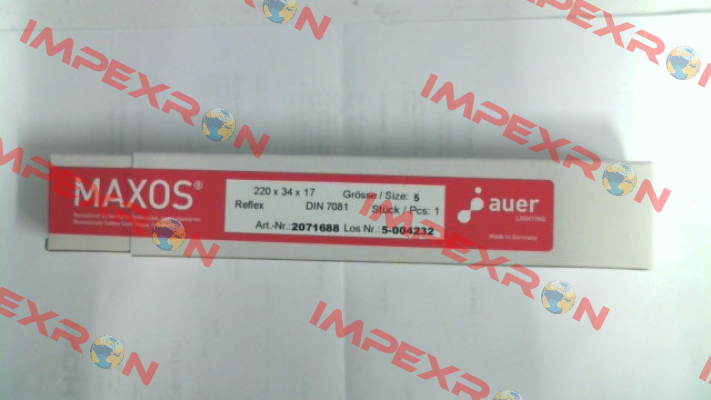 MAXOS®
220 x 34 x 17 Grösse / Size: 5
Reflex DIN 7081 Stück / Pcs: 1
Art.-Nr.: 2071688 Los Nr.: 5-004232
auer
LIGHTING
Made in Germany
IMPEXRON
IMPEXRON
IMPEXRON
IMPEXRON
IMPEXRON
IMPEXRON